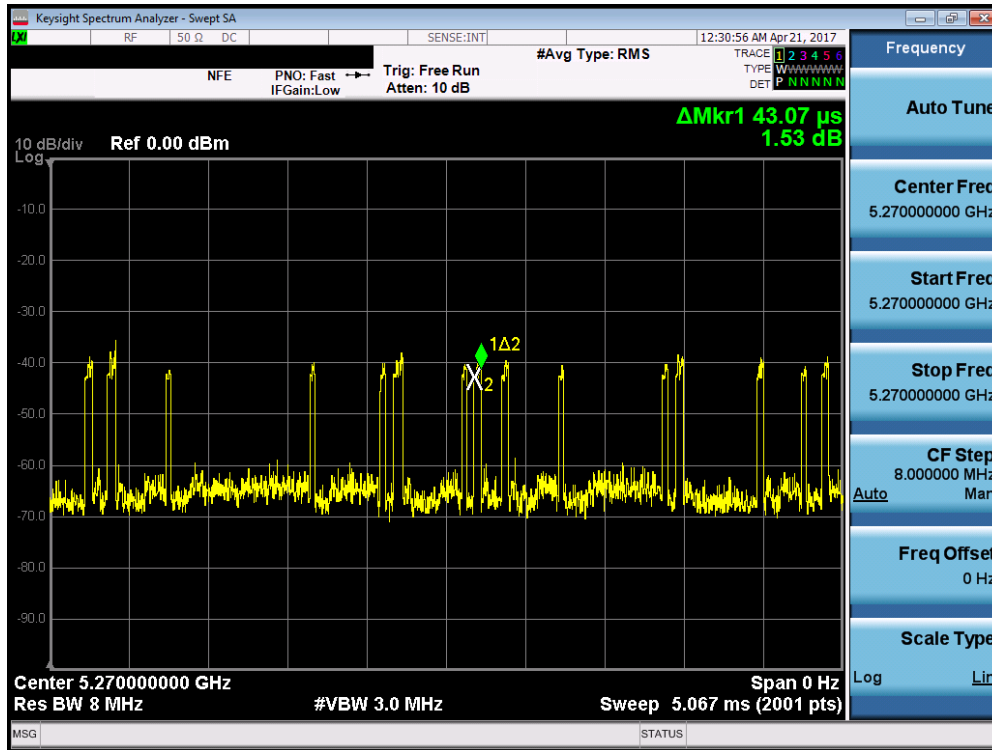 Keysight Spectrum Analyzer - Swept SA
LXI RF 50 Ω DC SENSE:INT 12:30:56 AM Apr 21, 2017
NFE
PNO: Fast
IFGain:Low
Trig: Free Run
Atten: 10 dB
#Avg Type: RMS
TRACE 1 2 3 4 5 6
TYPE WWWWWW
DET P N N N N N
ΔMkr1 43.07 µs
1.53 dB
10 dB/div
Log
Ref 0.00 dBm
-10.0
-20.0
-30.0
-40.0
-50.0
-60.0
-70.0
-80.0
-90.0
1Δ2
X2
Center 5.270000000 GHz
Res BW 8 MHz
#VBW 3.0 MHz
Span 0 Hz
Sweep 5.067 ms (2001 pts)
MSG
STATUS
Frequency
Auto Tune
Center Freq
5.270000000 GHz
Start Freq
5.270000000 GHz
Stop Freq
5.270000000 GHz
CF Step
8.000000 MHz
Auto Man
Freq Offset
0 Hz
Scale Type
Log Lin